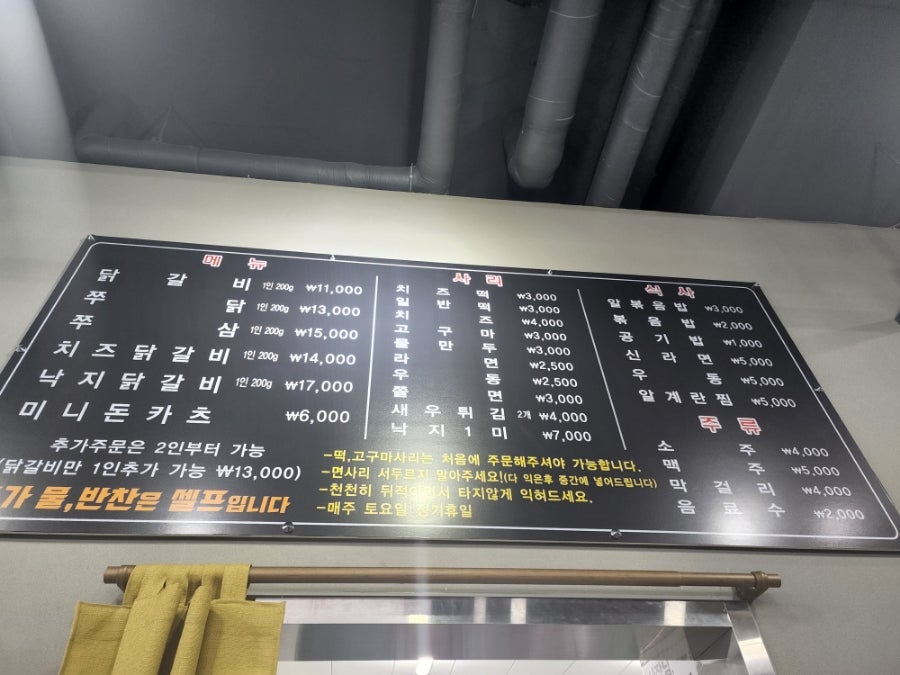 메뉴
닭갈비 1인 200g ₩11,000
쭈닭 1인 200g ₩13,000
쭈삼 1인 200g ₩15,000
치즈닭갈비 1인 200g ₩14,000
낙지닭갈비 1인 200g ₩17,000
미니돈카츠 ₩6,000
추가주문은 2인부터 가능
(닭갈비만 1인추가 가능 ₩13,000)
물,반찬은 셀프입니다
사리
치즈떡 ₩3,000
일반떡 ₩3,000
치즈 ₩4,000
고구마 ₩3,000
물만두 ₩3,000
라면 ₩2,500
우동 ₩2,500
쫄면 ₩3,000
새우튀김 2개 ₩4,000
낙지1미 ₩7,000
-떡,고구마사리는 처음에 주문해주셔야 가능합니다.
-면사리 서두르지 말아주세요!(다 익은후 중간에 넣어드립니다)
-천천히 뒤적이면서 타지않게 익혀드세요.
-매주 토요일 정기휴일
식사
알볶음밥 ₩3,000
볶음밥 ₩2,000
공기밥 ₩1,000
신라면 ₩5,000
우동 ₩5,000
알계란찜 ₩5,000
주류
소주 ₩4,000
맥주 ₩5,000
막걸리 ₩4,000
음료수 ₩2,000